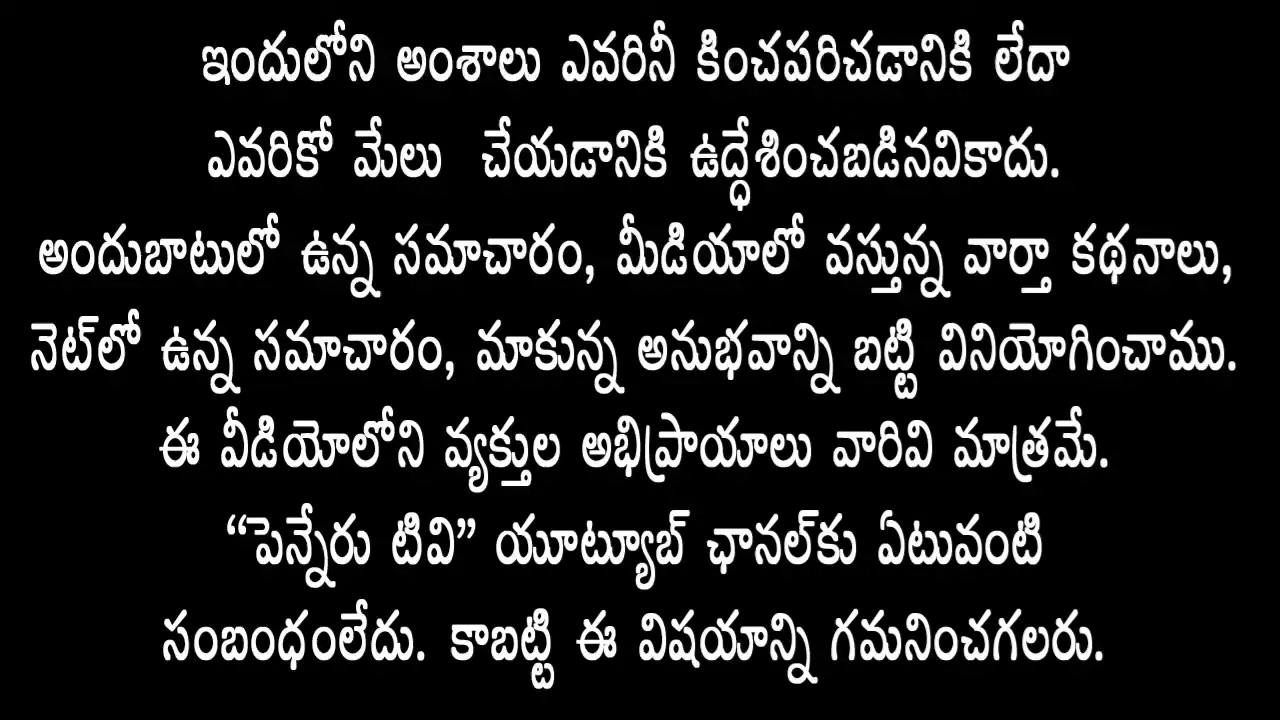 ఇందులోని అంశాలు ఎవరినీ కించపరిచడానికి లేదా
ఎవరికో మేలు చేయడానికి ఉద్ధేశించబడినవికాదు.
అందుబాటులో ఉన్న సమాచారం, మీడియాలో వస్తున్న వార్తా కథనాలు,
నెట్‌లో ఉన్న సమాచారం, మాకున్న అనుభవాన్ని బట్టి వినియోగించాము.
ఈ వీడియోలోని వ్యక్తుల అభిప్రాయాలు వారివి మాత్రమే.
“పెన్నేరు టివి” యూట్యూబ్ ఛానల్‌కు ఏటువంటి
సంబంధంలేదు. కాబట్టి ఈ విషయాన్ని గమనించగలరు.